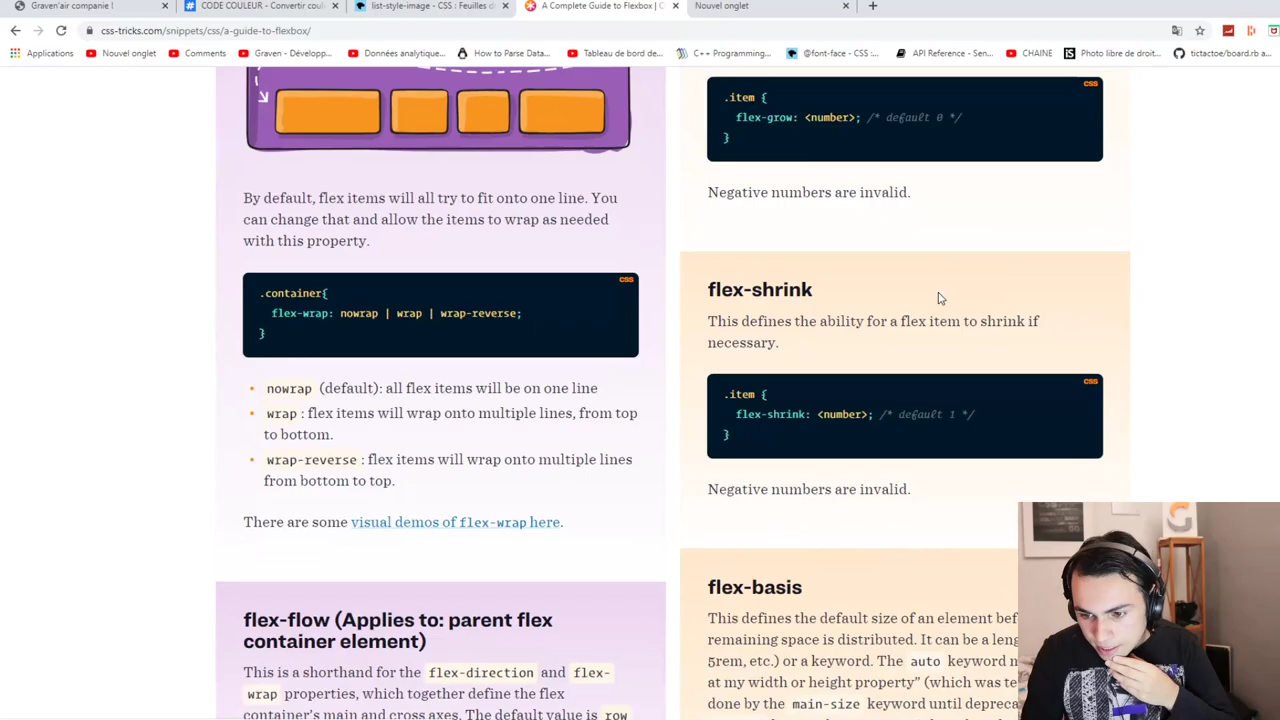 Graven'air companie !
CODE COULEUR - Convertir coul
list-style-image - CSS : Feuilles d
A Complete Guide to Flexbox | C
Nouvel onglet
css-tricks.com/snippets/css/a-guide-to-flexbox/
Applications
Nouvel onglet
Comments
Graven - Développ...
Données analytique...
How to Parse Data...
Tableau de bord de...
C++ Programming...
@font-face - CSS :...
API Reference - Sen...
CHAINE
Photo libre de droit...
tictactoe/board.rb a...
By default, flex items will all try to fit onto one line. You
can change that and allow the items to wrap as needed
with this property.
CSS
.container{
flex-wrap: nowrap | wrap | wrap-reverse;
}
• nowrap (default): all flex items will be on one line
• wrap : flex items will wrap onto multiple lines, from top
to bottom.
• wrap-reverse : flex items will wrap onto multiple lines
from bottom to top.
There are some visual demos of flex-wrap here.
flex-flow (Applies to: parent flex
container element)
This is a shorthand for the flex-direction and flex-
wrap properties, which together define the flex
container's main and cross axes. The default value is row
CSS
.item {
flex-grow: <number>; /* default 0 */
}
Negative numbers are invalid.
flex-shrink
This defines the ability for a flex item to shrink if
necessary.
CSS
.item {
flex-shrink: <number>; /* default 1 */
}
Negative numbers are invalid.
flex-basis
This defines the default size of an element bef
remaining space is distributed. It can be a leng
5rem, etc.) or a keyword. The auto keyword m
at my width or height property" (which was te
done by the main-size keyword until depreca